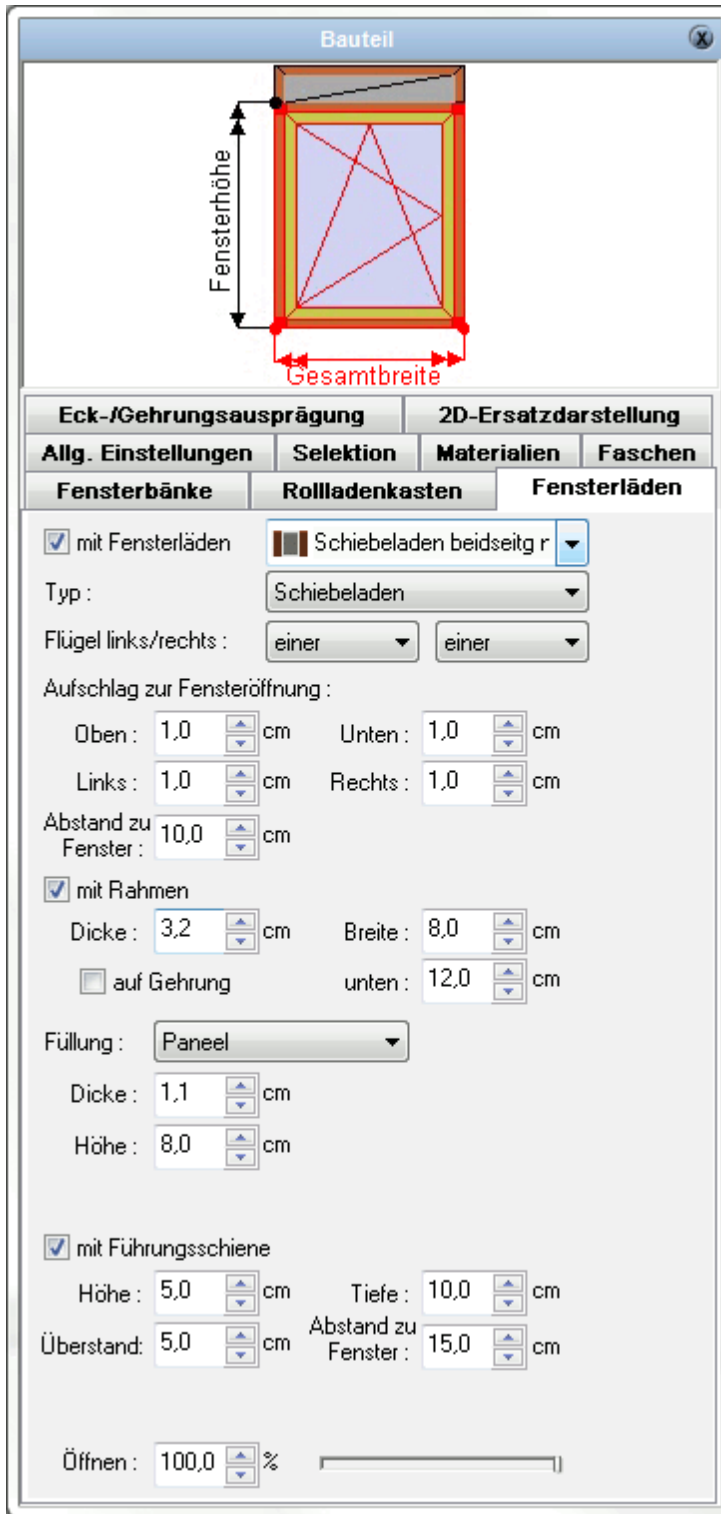 Bauteil
Fensterhöhe
Gesamtbreite
Eck-/Gehrungsausprägung 2D-Ersatzdarstellung
Allg. Einstellungen Selektion Materialien Faschen
Fensterbänke Rollladenkasten Fensterläden
mit Fensterläden Schiebeladen beidseitg r
Typ : Schiebeladen
Flügel links/rechts : einer einer
Aufschlag zur Fensteröffnung :
Oben : 1,0 cm Unten : 1,0 cm
Links : 1,0 cm Rechts : 1,0 cm
Abstand zu
Fenster : 10,0 cm
mit Rahmen
Dicke : 3,2 cm Breite : 8,0 cm
auf Gehrung unten : 12,0 cm
Füllung : Paneel
Dicke : 1,1 cm
Höhe : 8,0 cm
mit Führungsschiene
Höhe : 5,0 cm Tiefe : 10,0 cm
Überstand: 5,0 cm Abstand zu
Fenster : 15,0 cm
Öffnen : 100,0 %